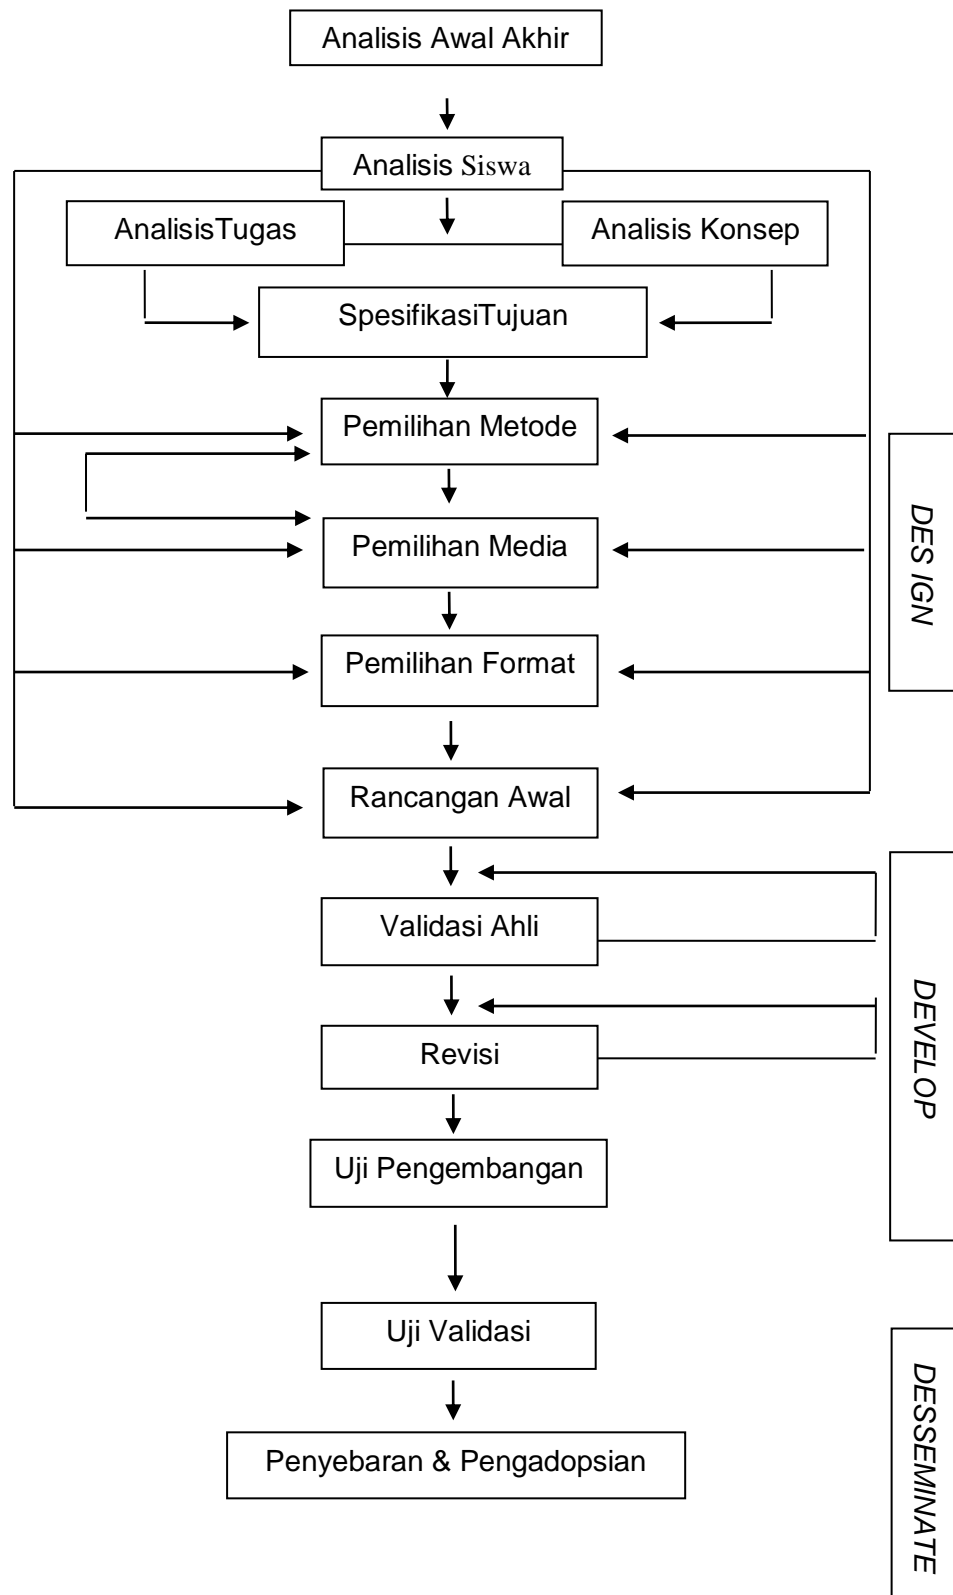 Analisis Awal Akhir
Analisis Siswa
AnalisisTugas
Analisis Konsep
SpesifikasiTujuan
Pemilihan Metode
Pemilihan Media
Pemilihan Format
Rancangan Awal
Validasi Ahli
Revisi
Uji Pengembangan
Uji Validasi
Penyebaran & Pengadopsian
DES IGN
DEVELOP
DESSEMINATE